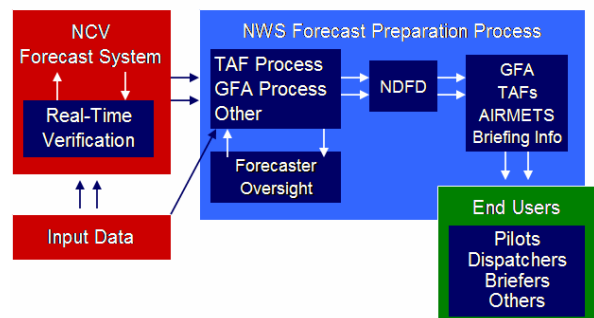 NCV
Forecast System
Real-Time
Verification
Input Data
NWS Forecast Preparation Process
TAF Process
GFA Process
Other
Forecaster
Oversight
NDFD
GFA
TAFs
AIRMETS
Briefing Info
End Users
Pilots
Dispatchers
Briefers
Others